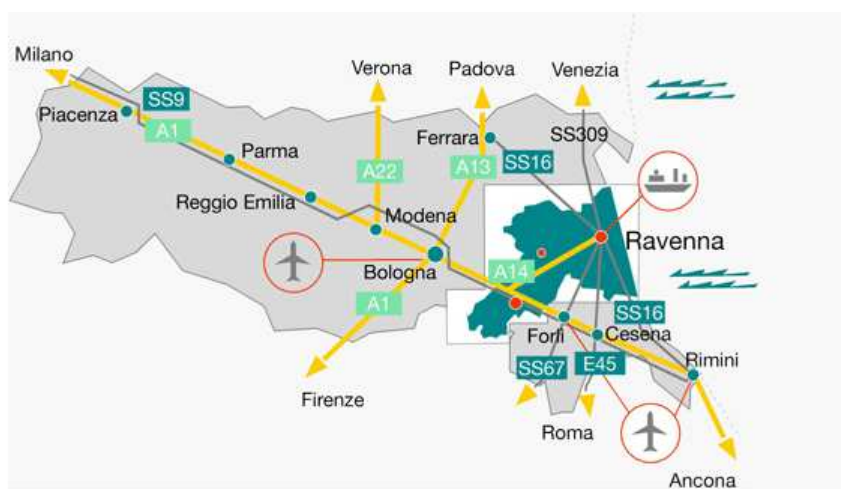 Milano
Verona
Padova
Venezia
SS9
Piacenza
A1
SS309
Ferrara
Parma
A22
A13
SS16
Reggio Emilia
Modena
Ravenna
Bologna
A14
A1
SS16
Forlì
Cesena
SS67
E45
Rimini
Firenze
Roma
Ancona